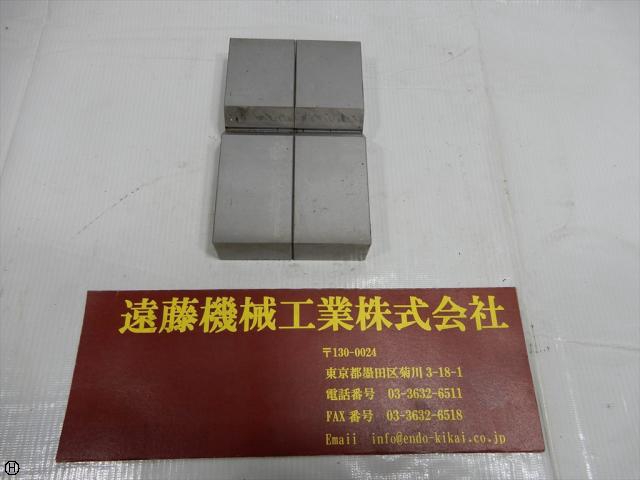 遠藤機械工業株式会社
〒130-0024
東京都墨田区菊川 3-18-1
電話番号 03-3632-6511
FAX 番号 03-3632-6518
Emaii info@endo-kikai.co.jp
H